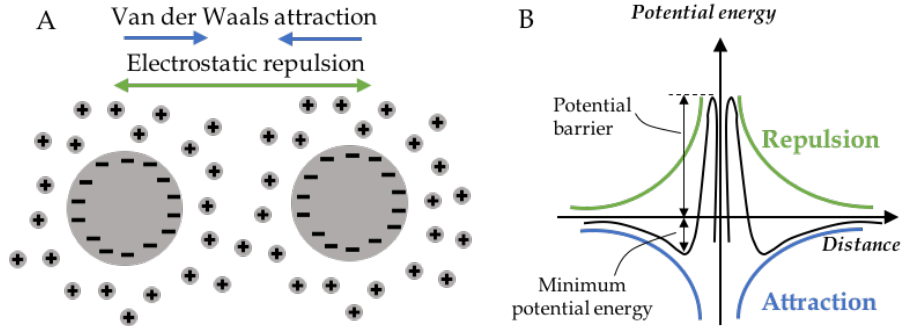 A
Van der Waals attraction
Electrostatic repulsion
B
Potential energy
Potential
barrier
Repulsion
Distance
Minimum
potential energy
Attraction